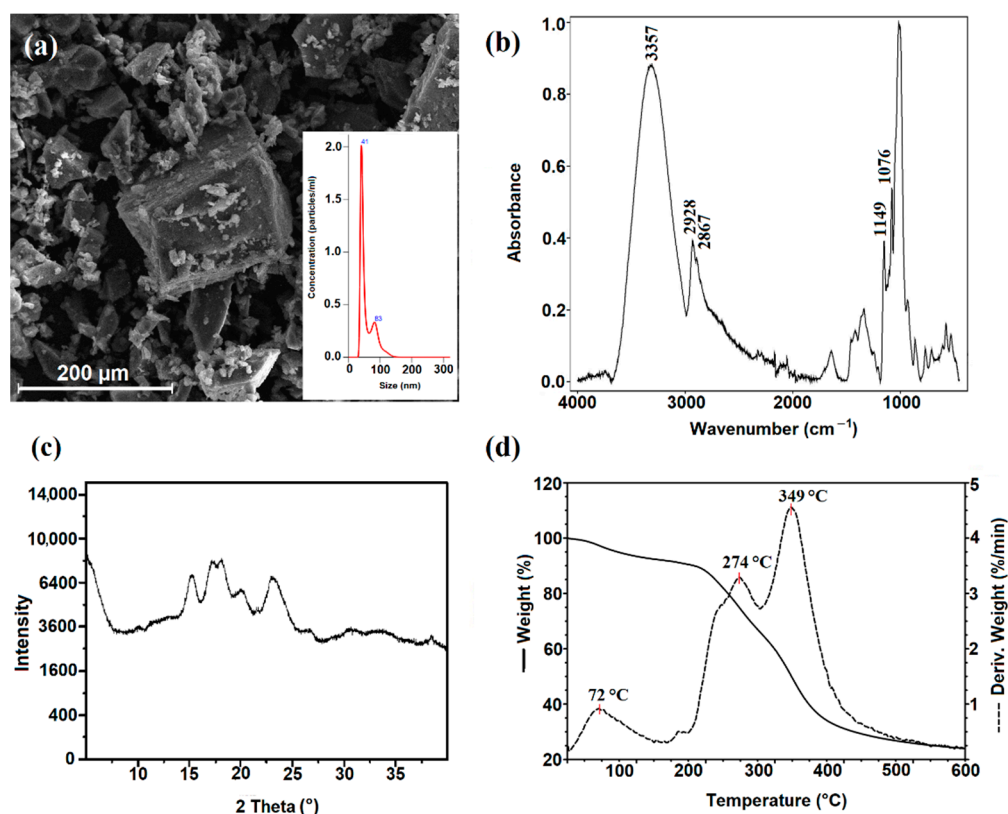 (a)
41
83
2.0
1.5
2.0
0.5
0.0
Concentration (particles/ml)
0 100 200 300
Size (nm)
200 µm
(b)
3357
2928
2867
1149
1076
1.0
0.8
0.6
0.4
0.2
0.0
Absorbance
4000 3000 2000 1000
Wavenumber (cm⁻¹)
(c)
14,000
10,000
6400
3600
1600
400
0
Intensity
10 15 20 25 30 35
2 Theta (°)
(d)
120
100
80
60
40
20
Weight (%)
72 °C
274 °C
349 °C
5
4
3
2
1
Deriv. Weight (%/min)
100 200 300 400 500 600
Temperature (°C)